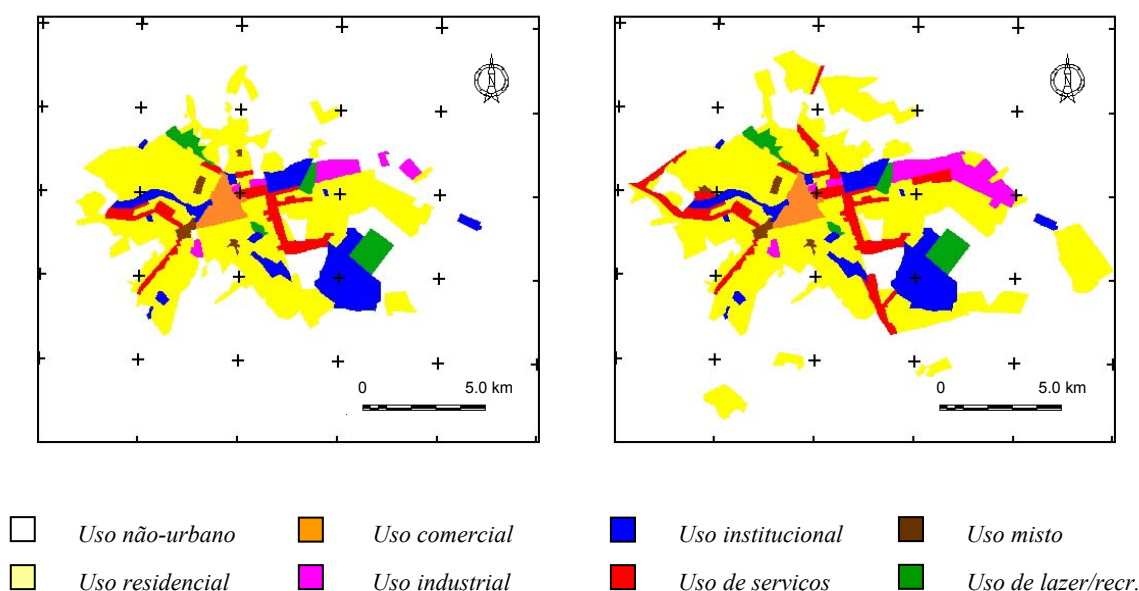 N
N
0 5.0 km
0 5.0 km
Uso não-urbano Uso comercial Uso institucional Uso misto
Uso residencial Uso industrial Uso de servicos Uso de lazer/recr.